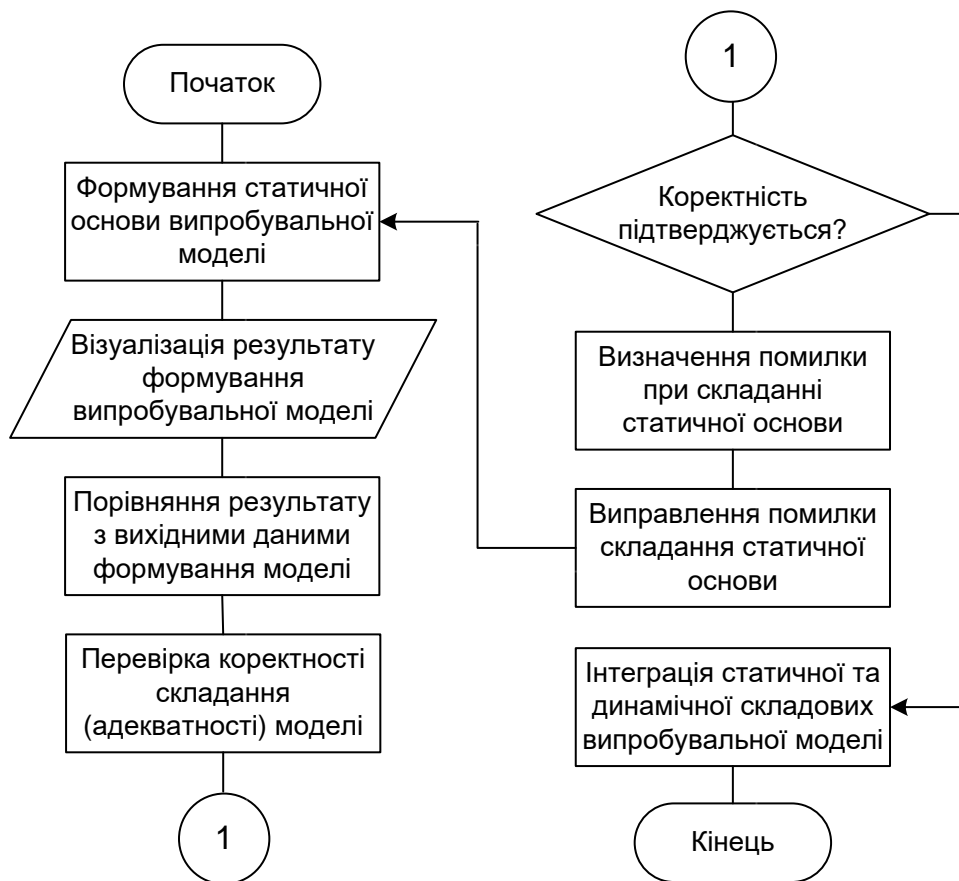 Початок
Формування статичної
основи випробувальної
моделі
Візуалізація результату
формування
випробувальної моделі
Порівняння результату
з вихідними даними
формування моделі
Перевірка коректності
складання
(адекватності) моделі
1
1
Коректність
підтверджується?
Визначення помилки
при складанні
статичної основи
Виправлення помилки
складання статичної
основи
Інтеграція статичної та
динамічної складових
випробувальної моделі
Кінець